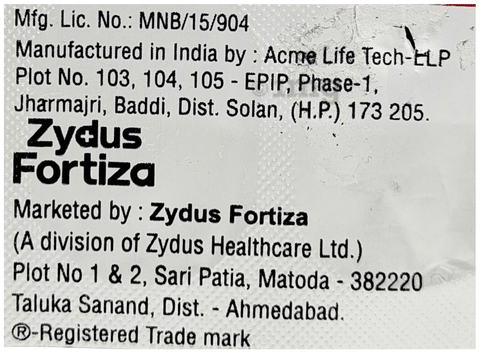 Mfg. Lic. No.: MNB/15/904
Manufactured in India by : Acme Life Tech-LLP
Plot No. 103, 104, 105 - EPIP, Phase-1,
Jharmajri, Baddi, Dist. Solan, (H.P.) 173 205.
Zydus
Fortiza
Marketed by : Zydus Fortiza
(A division of Zydus Healthcare Ltd.)
Plot No 1 & 2, Sari Patia, Matoda - 382220
Taluka Sanand, Dist. - Ahmedabad.
®-Registered Trade mark